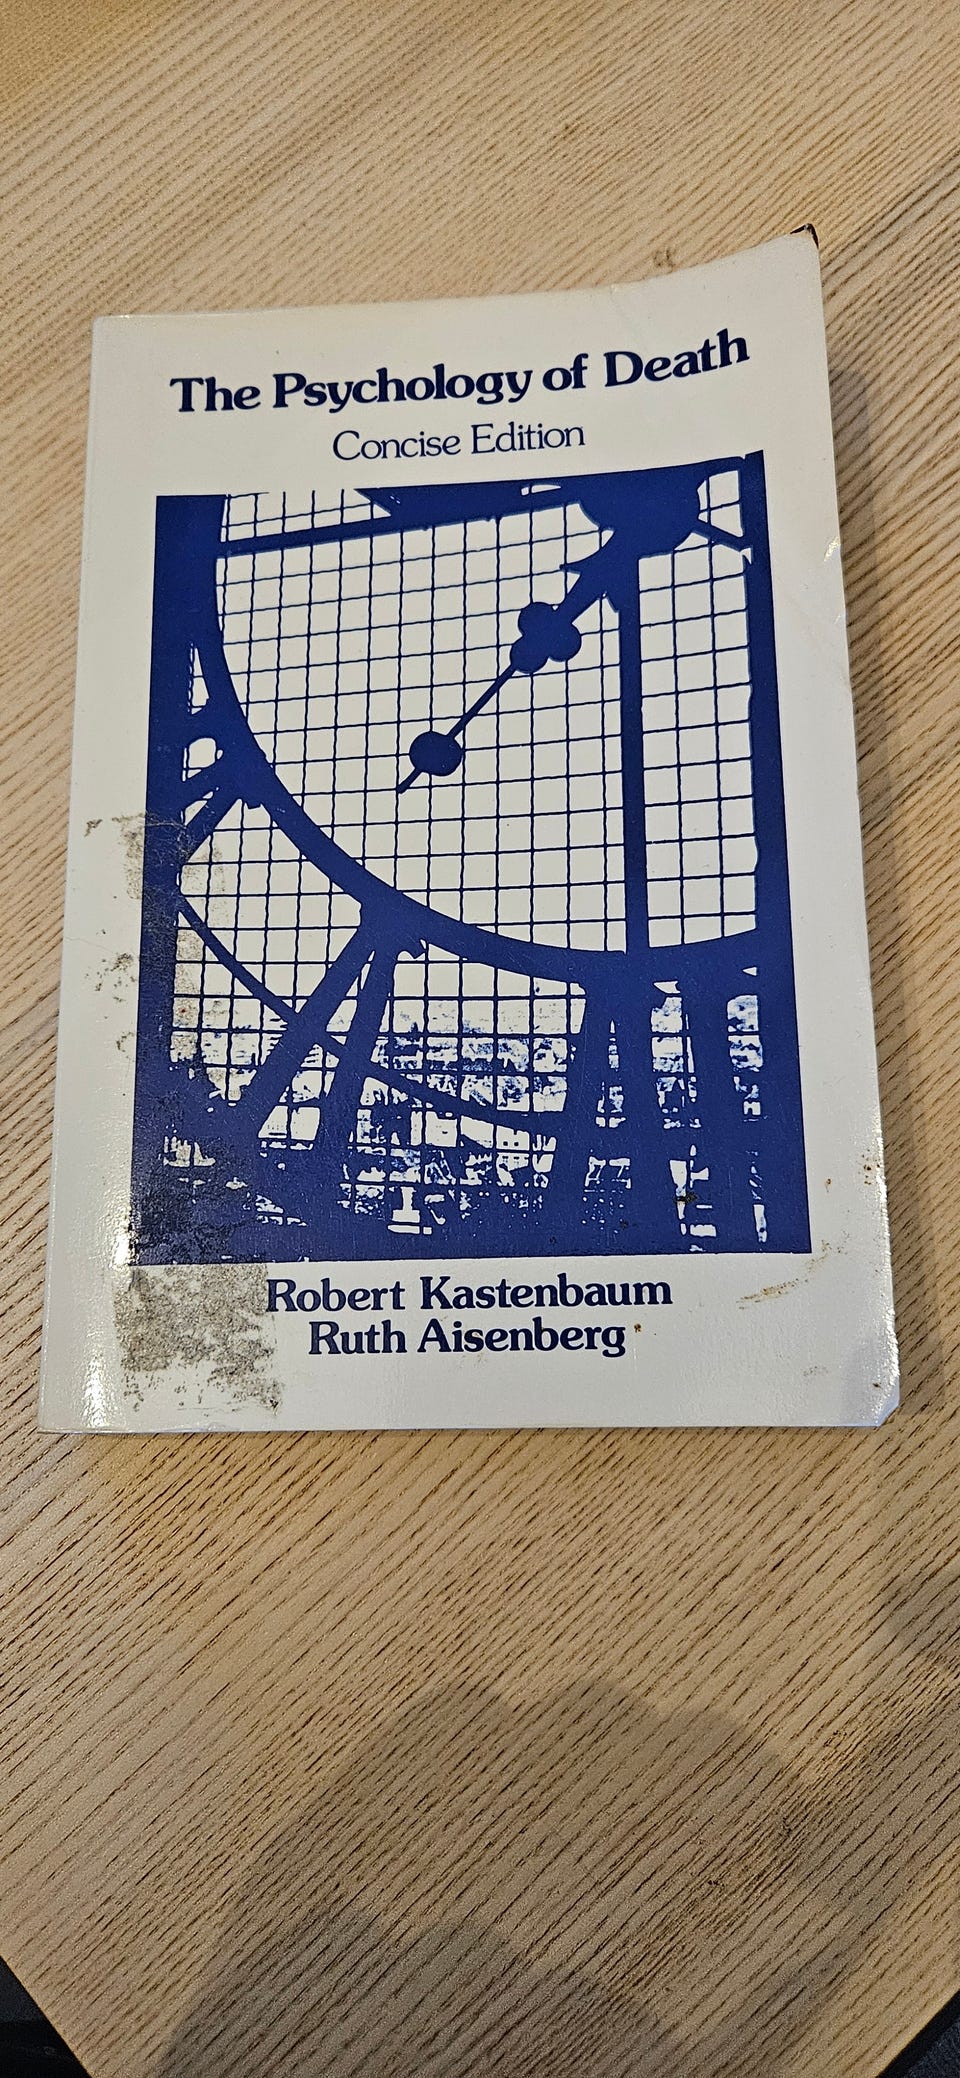 The Psychology of Death
Concise Edition
Robert Kastenbaum
Ruth Aisenberg